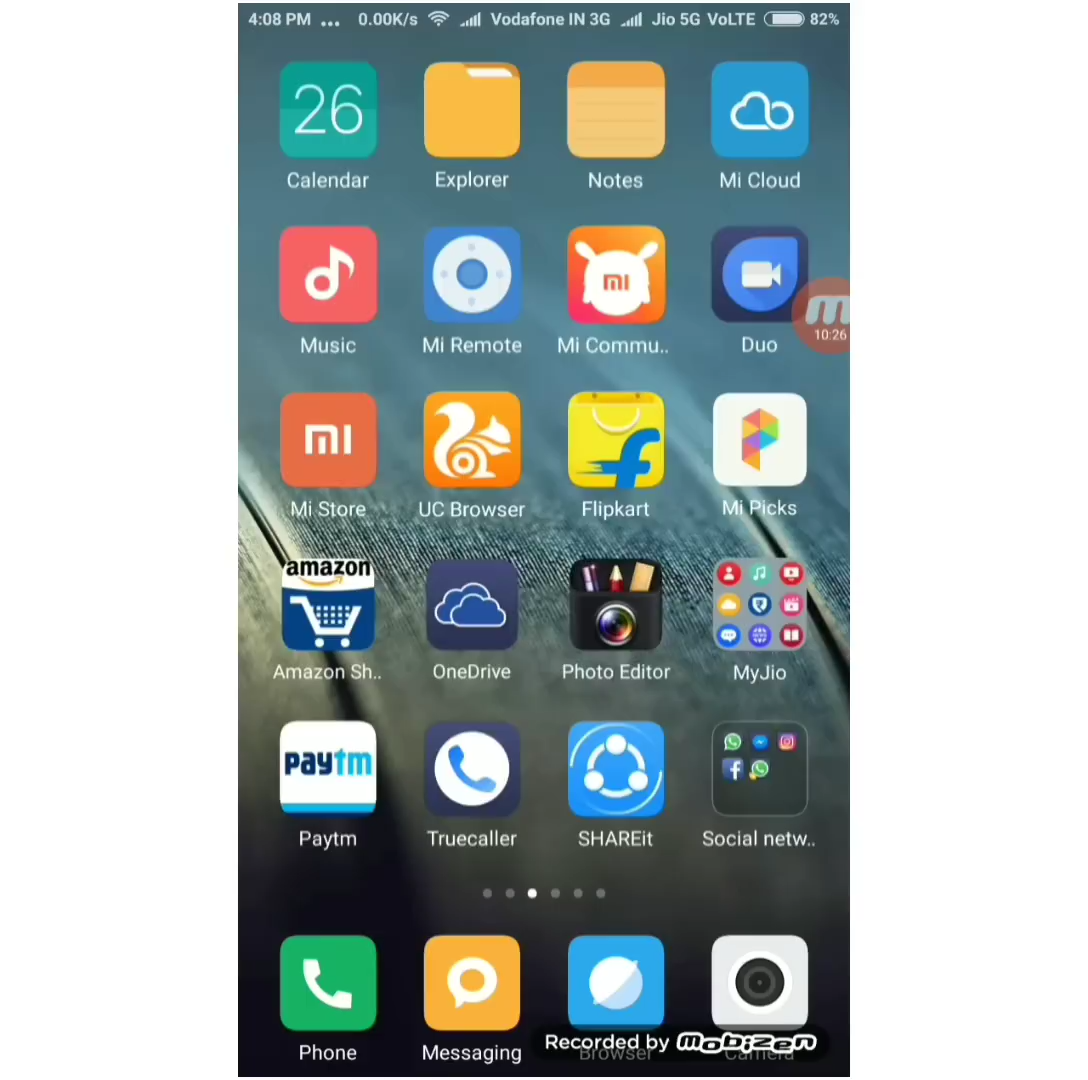 4:08 PM ... 0.00K/s Vodafone IN 3G Jio 5G VoLTE 82%
26
Calendar Explorer Notes Mi Cloud
mi
m
10:26
Music Mi Remote Mi Commu.. Duo
mi
f
Mi Store UC Browser Flipkart Mi Picks
amazon
Amazon Sh.. OneDrive Photo Editor MyJio
paytm
Paytm Truecaller SHAREit Social netw..
Recorded by mobizen
Phone Messaging Browser Camera